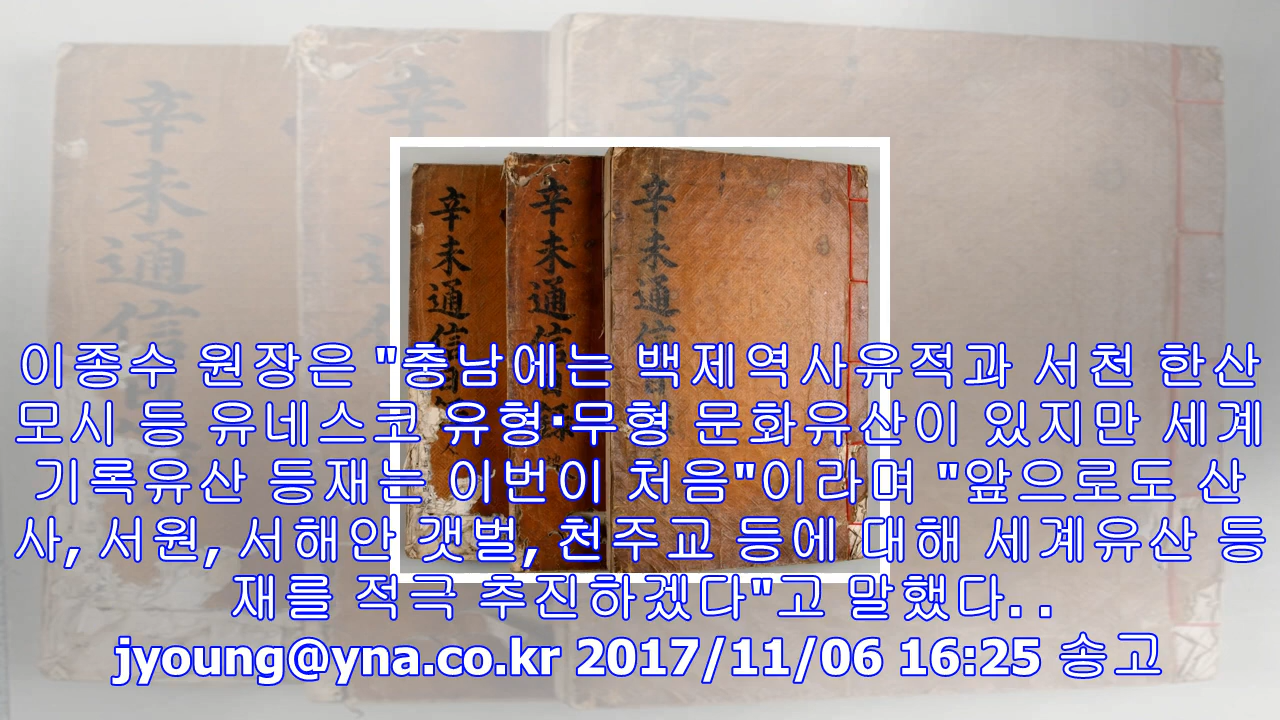 辛未通信日錄
辛未通信日錄
辛未通信日
이종수 원장은 "충남에는 백제역사유적과 서천 한산
모시 등 유네스코 유형·무형 문화유산이 있지만 세계
기록유산 등재는 이번이 처음"이라며 "앞으로도 산
사, 서원, 서해안 갯벌, 천주교 등에 대해 세계유산 등
재를 적극 추진하겠다"고 말했다. .
jyoung@yna.co.kr 2017/11/06 16:25 송고